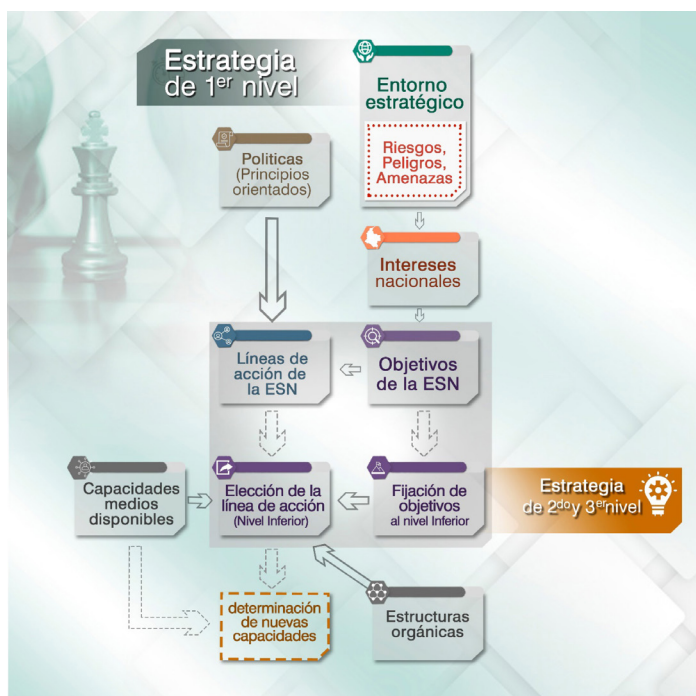 Estrategia
de 1er nivel
Entorno
estratégico
Riesgos,
Peligros,
Amenazas
Politicas
(Principios
orientados)
Intereses
nacionales
Líneas de
acción de
la ESN
Objetivos
de la ESN
Capacidades
medios
disponibles
Elección de la
línea de acción
(Nivel Inferior)
Fijación de
objetivos
al nivel Inferior
Estrategia
de 2do y 3er nivel
determinación
de nuevas
capacidades
Estructuras
orgánicas